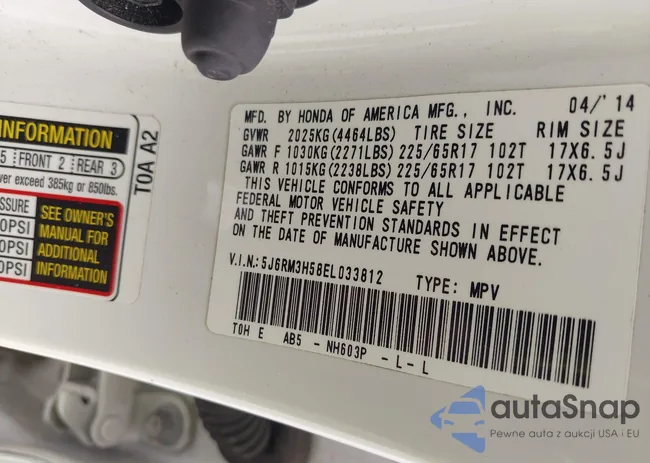 INFORMATION
5 FRONT 2 REAR 3
ver exceed 385kg or 850lbs.
SSURE
0PSI
0PSI
0PSI
SEE OWNER'S
MANUAL FOR
ADDITIONAL
INFORMATION
T0A A2
MFD. BY HONDA OF AMERICA MFG., INC. 04/'14
GVWR 2025KG(4464LBS) TIRE SIZE RIM SIZE
GAWR F 1030KG(2271LBS) 225/65R17 102T 17X6.5J
GAWR R 1015KG(2238LBS) 225/65R17 102T 17X6.5J
THIS VEHICLE CONFORMS TO ALL APPLICABLE
FEDERAL MOTOR VEHICLE SAFETY
AND THEFT PREVENTION STANDARDS IN EFFECT
ON THE DATE OF MANUFACTURE SHOWN ABOVE.
V.I.N.: 5J6RM3H58EL033812 TYPE: MPV
T0H E AB5 - NH603P - L - L
autaSnap
Pewne auta z aukcji USA i EU